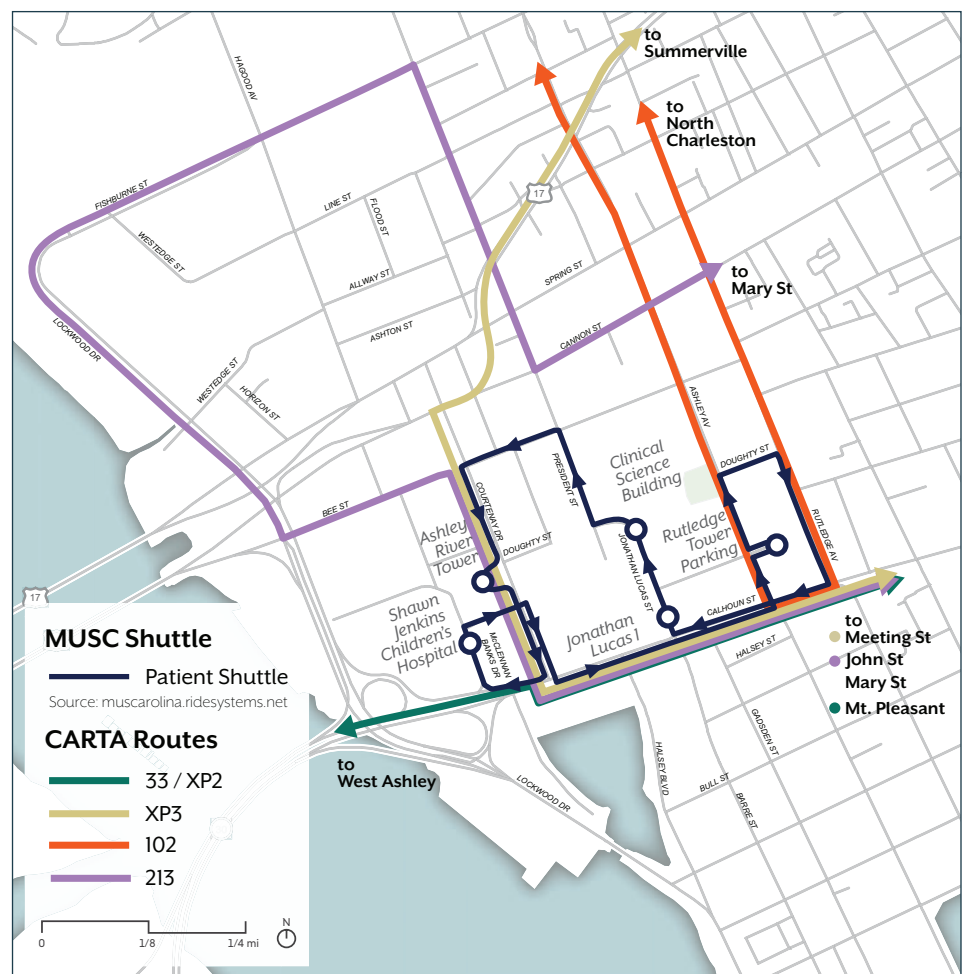 to
Summerville
HAGOOD AV
to
North
Charleston
17
FISHBURNE ST
LINE ST
FLOOD ST
WESTEDGE ST
SPRING ST
to
Mary St
ALLWAY ST
ASHTON ST
CANNON ST
LOCKWOOD DR
WESTEDGE ST
HORIZON ST
ASHLEY AV
PRESIDENT ST
Clinical
Science
Building
DOUGHTY ST
COURTENAY DR
BEE ST
RUTLEDGE AV
Ashley
River
Tower
DOUGHTY ST
Rutledge
Tower
Parking
JONATHAN LUCAS ST
17
Shawn
Jenkins
Children's
Hospital
MCCLENNAN
BANKS DR
CALHOUN ST
Jonathan
Lucas 1
HALSEY ST
to
Meeting St
John St
Mary St
Mt. Pleasant
MUSC Shuttle
Patient Shuttle
Source: muscarolina.ridesystems.net
GADSDEN ST
HALSEY BLVD
BULL ST
BARRE ST
to
West Ashley
LOCKWOOD DR
CARTA Routes
33 / XP2
XP3
102
213
N
0 1/8 1/4 mi